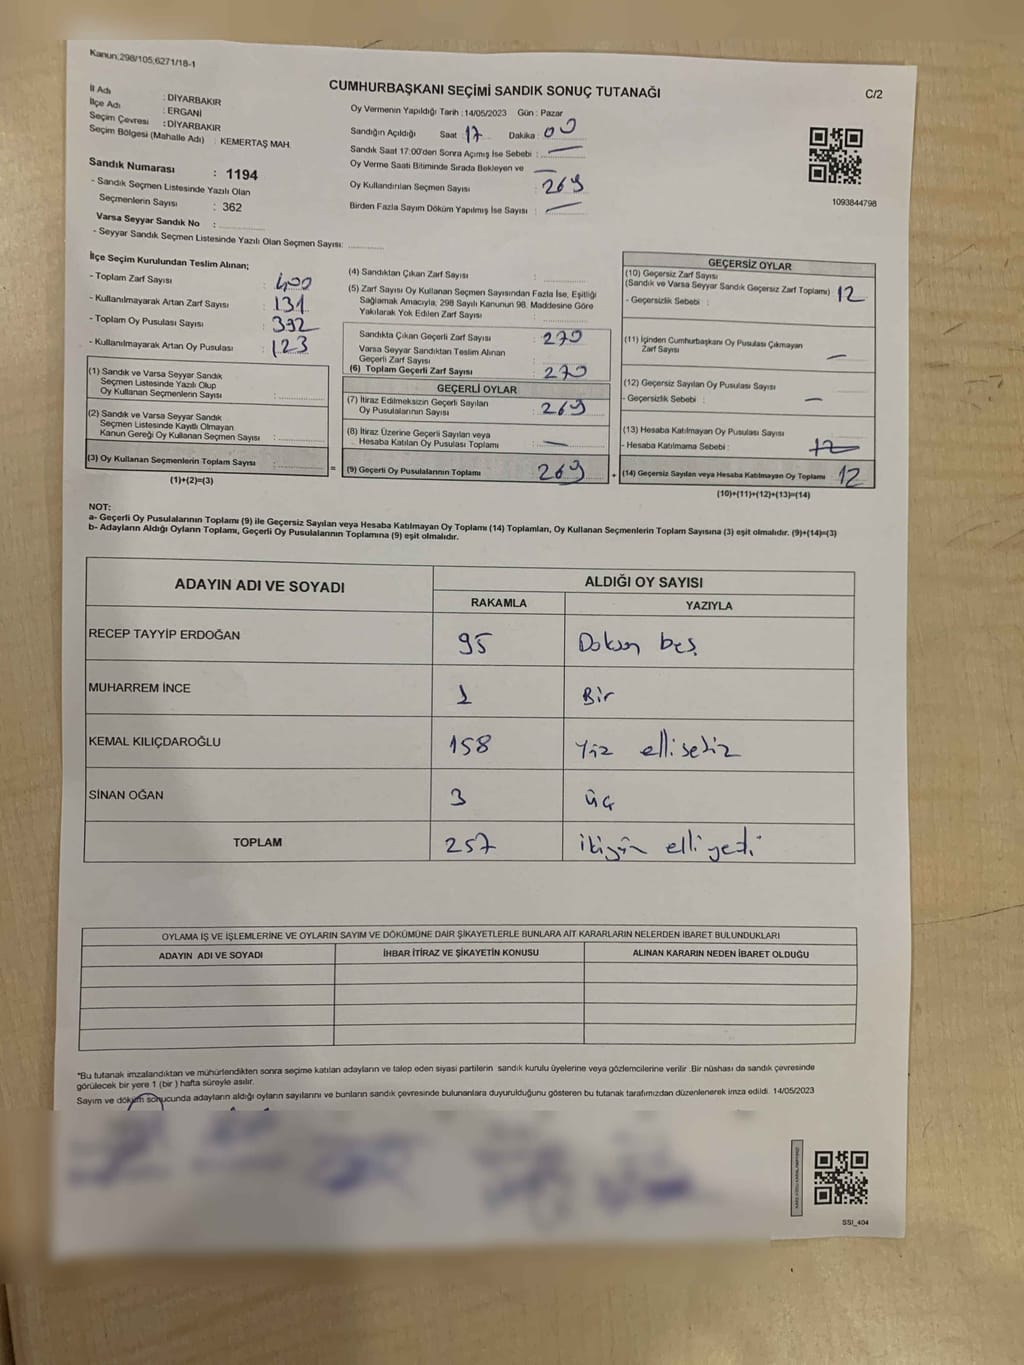 Kanun;298/105;6271/18-1
CUMHURBAŞKANI SEÇİMİ SANDIK SONUÇ TUTANAĞI
C/2
İl Adı : DİYARBAKIR
İlçe Adı : ERGANİ
Seçim Çevresi : DİYARBAKIR
Seçim Bölgesi (Mahalle Adı) : KEMERTAŞ MAH.
Sandık Numarası : 1194
- Sandık Seçmen Listesinde Yazılı Olan
Seçmenlerin Sayısı : 362
Varsa Seyyar Sandık No :
- Seyyar Sandık Seçmen Listesinde Yazılı Olan Seçmen Sayısı:
Oy Vermenin Yapıldığı Tarih :14/05/2023 Gün : Pazar
Sandığın Açıldığı Saat :17 Dakika : 00
Sandık Saat 17:00'den Sonra Açımış İse Sebebi : —
Oy Verme Saati Bitiminde Sırada Bekleyen ve —
Oy Kullandırılan Seçmen Sayısı : 269
Birden Fazla Sayım Döküm Yapılmış İse Sayısı : —
1093844798
İlçe Seçim Kurulundan Teslim Alınan;
- Toplam Zarf Sayısı : 400
- Kullanılmayarak Artan Zarf Sayısı : 131
- Toplam Oy Pusulası Sayısı : 392
- Kullanılmayarak Artan Oy Pusulası : 123
(1) Sandık ve Varsa Seyyar Sandık
Seçmen Listesinde Yazılı Olup
Oy Kullanan Seçmenlerin Sayısı :
(2) Sandık ve Varsa Seyyar Sandık
Seçmen Listesinde Kayıtlı Olmayan
Kanun Gereği Oy Kullanan Seçmen Sayısı :
(3) Oy Kullanan Seçmenlerin Toplam Sayısı :
(1)+(2)=(3)
=
(4) Sandıktan Çıkan Zarf Sayısı :
(5) Zarf Sayısı Oy Kullanan Seçmen Sayısından Fazla İse, Eşitliği
Sağlamak Amacıyla, 298 Sayılı Kanunun 98. Maddesine Göre
Yakılarak Yok Edilen Zarf Sayısı :
Sandıkta Çıkan Geçerli Zarf Sayısı : 270
Varsa Seyyar Sandıktan Teslim Alınan
Geçerli Zarf Sayısı :
(6) Toplam Geçerli Zarf Sayısı : 270
GEÇERLİ OYLAR
(7) İtiraz Edilmeksizin Geçerli Sayılan
Oy Pusulalarının Sayısı : 269
(8) İtiraz Üzerine Geçerli Sayılan veya
Hesaba Katılan Oy Pusulası Toplamı : —
(9) Geçerli Oy Pusulalarının Toplamı : 269
+
GEÇERSİZ OYLAR
(10) Geçersiz Zarf Sayısı
(Sandık ve Varsa Seyyar Sandık Geçersiz Zarf Toplamı) : 12
- Geçersizlik Sebebi :
(11) İçinden Cumhurbaşkanı Oy Pusulası Çıkmayan
Zarf Sayısı —
(12) Geçersiz Sayılan Oy Pusulası Sayısı
- Geçersizlik Sebebi : —
(13) Hesaba Katılmayan Oy Pusulası Sayısı
- Hesaba Katılmama Sebebi : 12
(14) Geçersiz Sayılan veya Hesaba Katılmayan Oy Toplamı : 12
(10)+(11)+(12)+(13)=(14)
NOT:
a- Geçerli Oy Pusulalarının Toplamı (9) ile Geçersiz Sayılan veya Hesaba Katılmayan Oy Toplamı (14) Toplamları, Oy Kullanan Seçmenlerin Toplam Sayısına (3) eşit olmalıdır. (9)+(14)=(3)
b- Adayların Aldığı Oyların Toplamı, Geçerli Oy Pusulalarının Toplamına (9) eşit olmalıdır.
ADAYIN ADI VE SOYADI
ALDIĞI OY SAYISI
RAKAMLA YAZIYLA
RECEP TAYYİP ERDOĞAN 95 Doksan beş
MUHARREM İNCE 1 Bir
KEMAL KILIÇDAROĞLU 158 Yüz ellisekiz
SİNAN OĞAN 3 üç
TOPLAM 257 ikiyüz elli yedi
OYLAMA İŞ VE İŞLEMLERİNE VE OYLARIN SAYIM VE DÖKÜMÜNE DAİR ŞİKAYETLERLE BUNLARA AİT KARARLARIN NELERDEN İBARET BULUNDUKLARI
ADAYIN ADI VE SOYADI İHBAR İTİRAZ VE ŞİKAYETİN KONUSU ALINAN KARARIN NEDEN İBARET OLDUĞU
*Bu tutanak imzalandıktan ve mühürlendikten sonra seçime katılan adayların ve talep eden siyasi partilerin sandık kurulu üyelerine veya gözlemcilerine verilir .Bir nüshası da sandık çevresinde
görülecek bir yere 1 (bir ) hafta süreyle asılır.
Sayım ve döküm sonucunda adayların aldığı oyların sayılarını ve bunların sandık çevresinde bulunanlara duyurulduğunu gösteren bu tutanak tarafımızdan düzenlenerek imza edildi. 14/05/2023
SSI_404